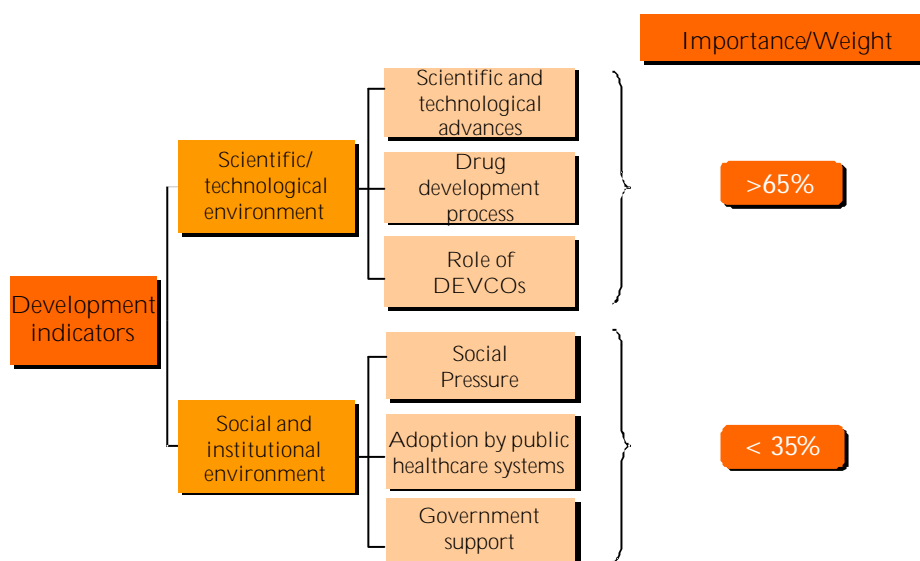 Importance/Weight
Scientific and
technological
advances
Scientific/
technological
environment
Drug
development
process
>65%
Role of
DEVCOs
Development
indicators
Social
Pressure
Social and
institutional
environment
Adoption by public
healthcare systems
< 35%
Government
support